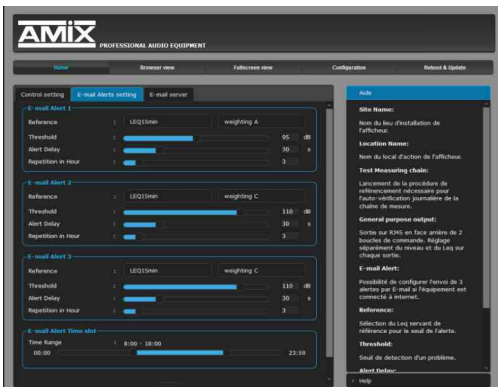 AMIX
PROFESSIONAL AUDIO EQUIPMENT
Home Browser view Fullscreen view Configuration Reboot & Update
Control setting E-mail Alerts setting E-mail server
E-mail Alert 1
Reference : LEQ15min weighting A
Threshold : 95 dB
Alert Delay : 30 s
Repetition in Hour : 3
E-mail Alert 2
Reference : LEQ15min weighting C
Threshold : 110 dB
Alert Delay : 30 s
Repetition in Hour : 3
E-mail Alert 3
Reference : LEQ15min weighting C
Threshold : 110 dB
Alert Delay : 30 s
Repetition in Hour : 3
E-mail Alert Time slot
Time Range : 8:00 - 18:00
00:00 23:59
Aide
Site Name:
Nom du lieu d'installation de
l'afficheur.
Location Name:
Nom du local d'action de l'afficheur.
Test Measuring chain:
Lancement de la procédure de
référencement nécessaire pour
l'auto-vérification journalière de la
chaîne de mesure.
General purpose output:
Sortie sur RJ45 en face arrière de 2
boucles de commande. Réglage
séparément du niveau et du Leq sur
chaque sortie.
E-mail Alert:
Possibilité de configurer l'envoi de 3
alertes par E-mail si l'équipement est
connecté à internet.
Reference:
Sélection du Leq servant de
référence pour le seuil de l'alerte.
Threshold:
Seuil de detection d'un problème.
Alert Delay:
Help